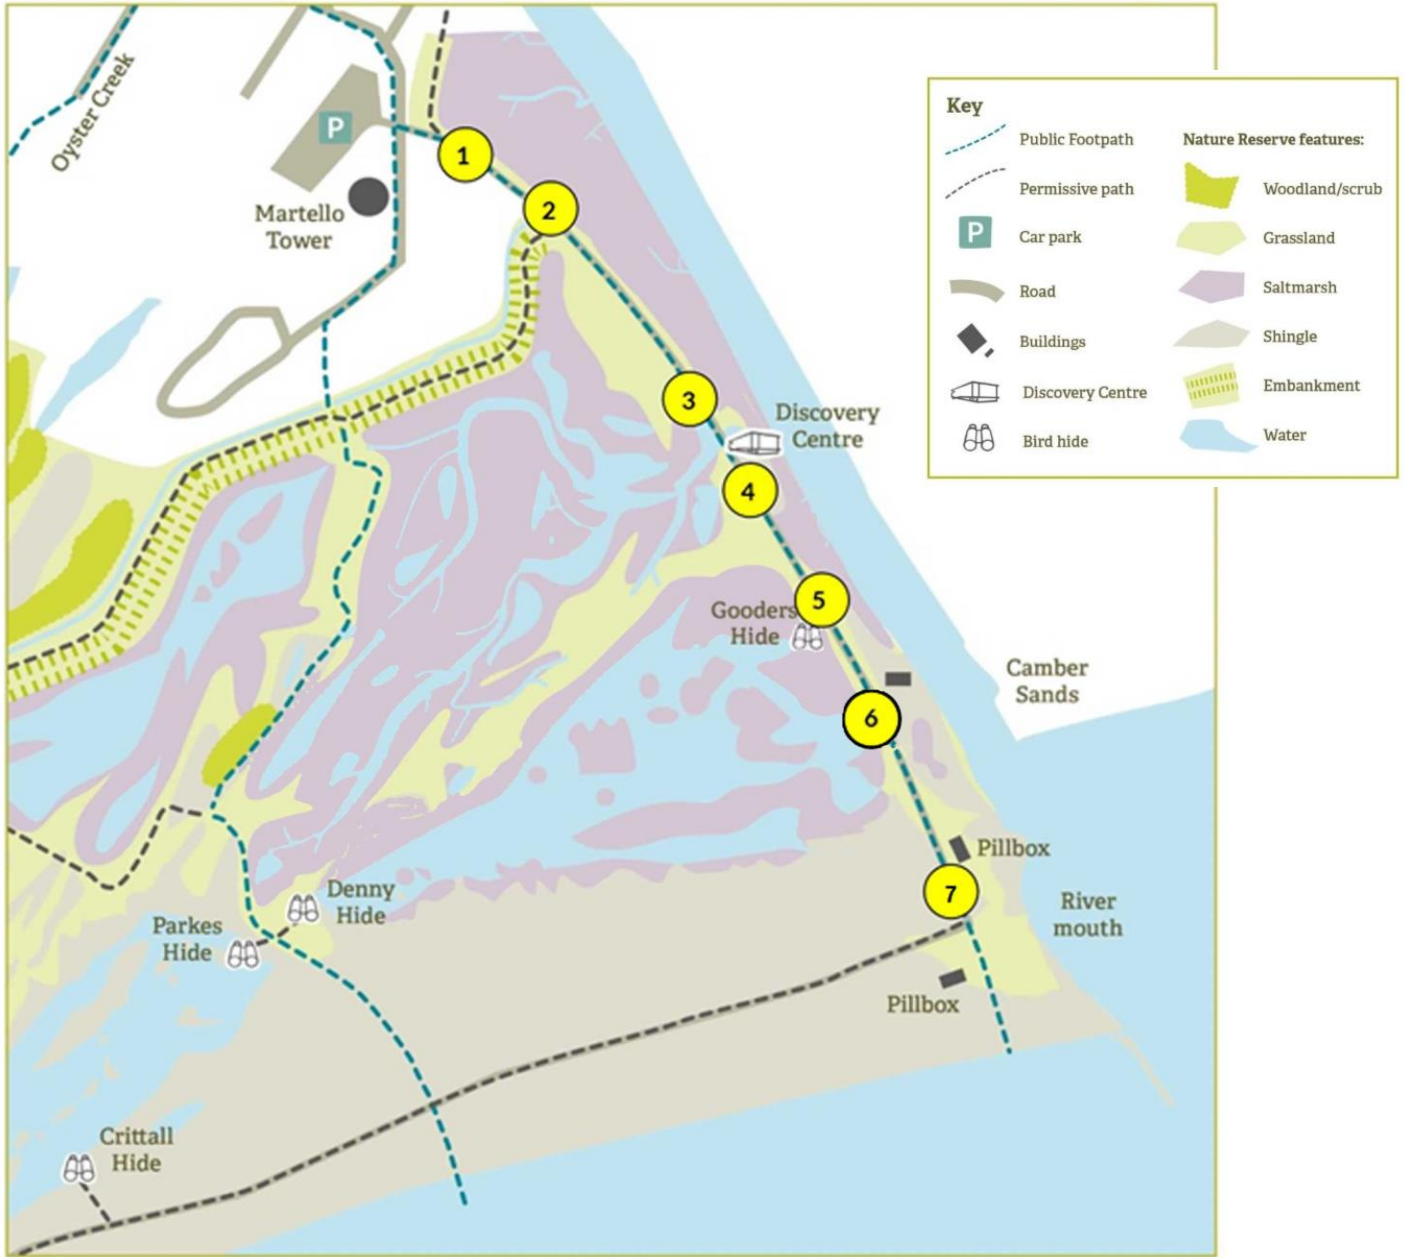 Oyster Creek
P
Martello
Tower
1
2
3
Discovery
Centre
4
5
Gooders
Hide
6
Camber
Sands
Pillbox
7
River
mouth
Pillbox
Denny
Hide
Parkes
Hide
Crittall
Hide
Key
Public Footpath
Permissive path
P
Car park
Road
Buildings
Discovery Centre
Bird hide
Nature Reserve features:
Woodland/scrub
Grassland
Saltmarsh
Shingle
Embankment
Water